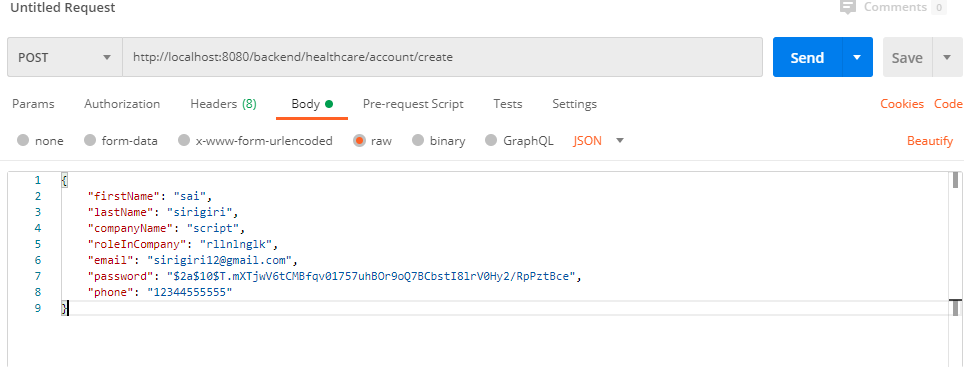 Untitled Request
Comments 0
POST http://localhost:8080/backend/healthcare/account/create Send Save
Params Authorization Headers (8) Body Pre-request Script Tests Settings Cookies Code
none form-data x-www-form-urlencoded raw binary GraphQL JSON Beautify
1 {
2 "firstName": "sai",
3 "lastName": "sirigiri",
4 "companyName": "script",
5 "roleInCompany": "rllnlnglk",
6 "email": "sirigiri12@gmail.com",
7 "password": "$2a$10$T.mXTjwV6tCMBfqv01757uhBOr9oQ7BCbstI8lrV0Hy2/RpPztBce",
8 "phone": "12344555555"
9 }